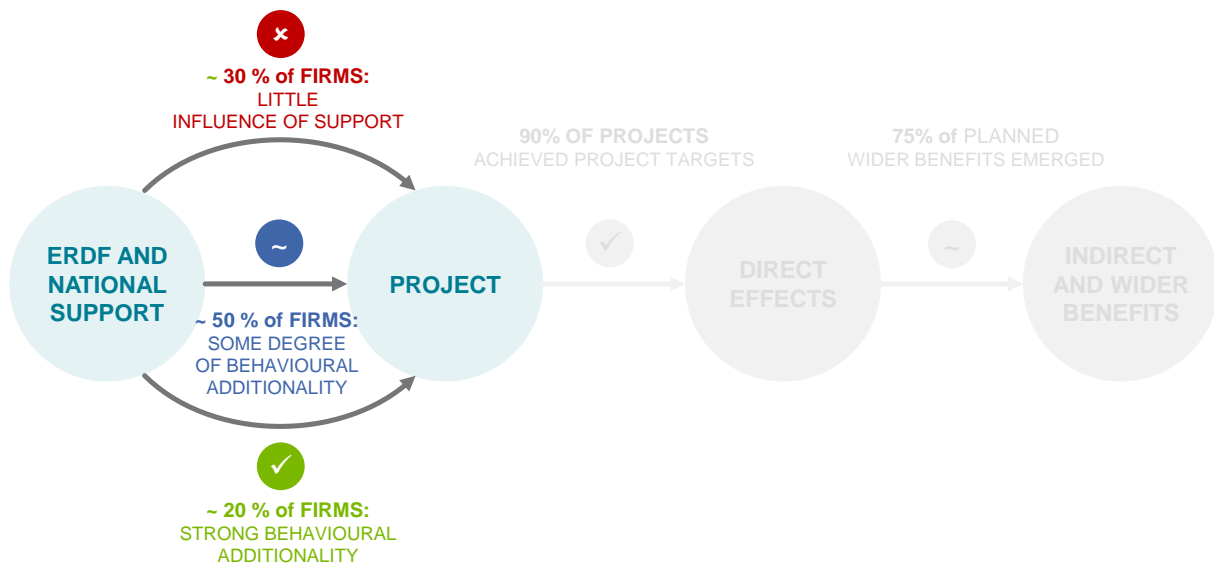 ~ 30 % of FIRMS:
LITTLE
INFLUENCE OF SUPPORT
90% OF PROJECTS
ACHIEVED PROJECT TARGETS
75% of PLANNED
WIDER BENEFITS EMERGED
ERDF AND
NATIONAL
SUPPORT
~
~ 50 % of FIRMS:
SOME DEGREE
OF BEHAVIOURAL
ADDITIONALITY
PROJECT
DIRECT
EFFECTS
~
INDIRECT
AND WIDER
BENEFITS
~ 20 % of FIRMS:
STRONG BEHAVIOURAL
ADDITIONALITY